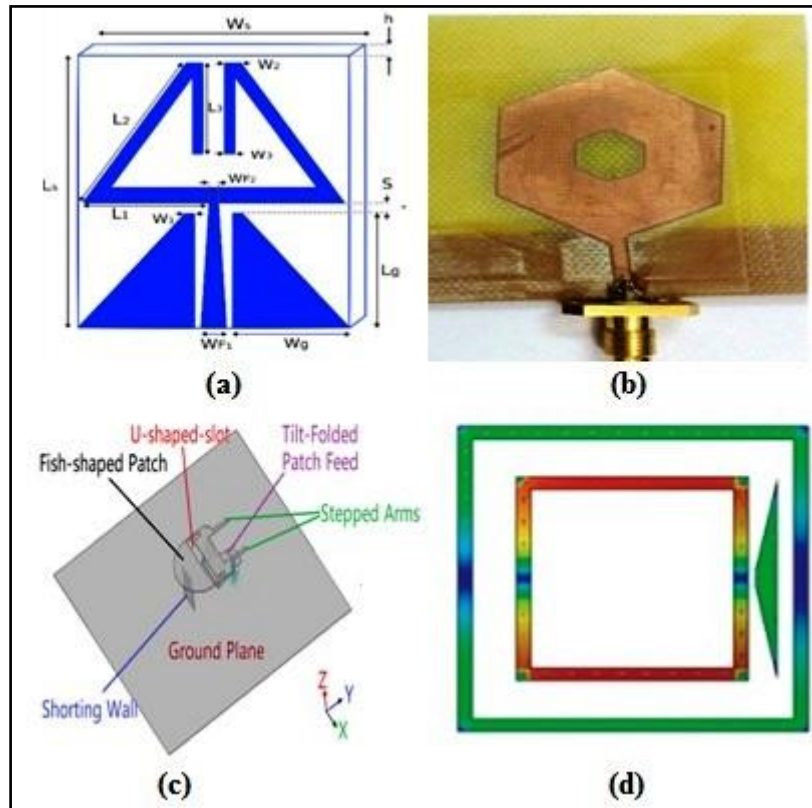 h
Ws
W2
L2
L3
W3
Ls
WF2
S
L1
W1
Lg
WF1
Wg
(a)
(b)
U-shaped-slot
Tilt-Folded
Fish-shaped Patch
Patch Feed
Stepped Arms
Ground Plane
Shorting Wall
Z
Y
X
(c)
(d)